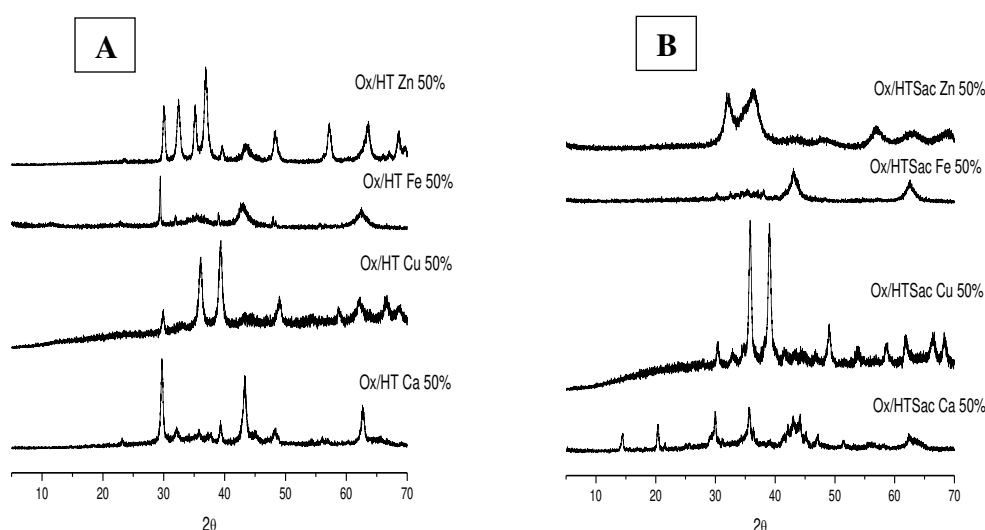 A
Ox/HT Zn 50%
Ox/HT Fe 50%
Ox/HT Cu 50%
Ox/HT Ca 50%
10 20 30 40 50 60 70
2θ
B
Ox/HTSac Zn 50%
Ox/HTSac Fe 50%
Ox/HTSac Cu 50%
Ox/HTSac Ca 50%
10 20 30 40 50 60 70
2θ